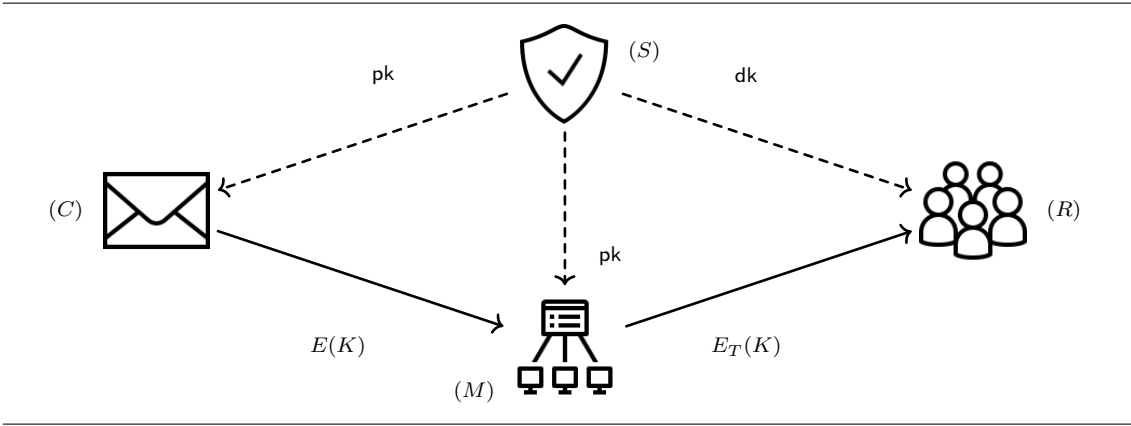 (S)
pk
dk
(C)
(R)
pk
E(K)
E_T(K)
(M)